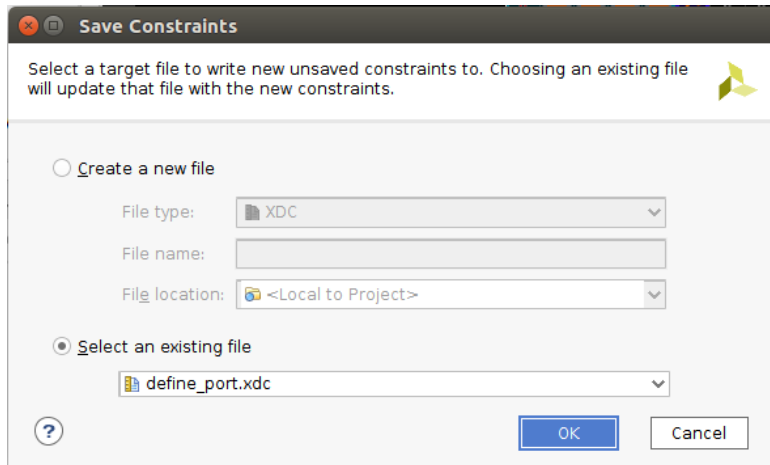 Save Constraints
Select a target file to write new unsaved constraints to. Choosing an existing file
will update that file with the new constraints.
Create a new file
File type: XDC
File name:
File location: <Local to Project>
Select an existing file
define_port.xdc
? OK Cancel